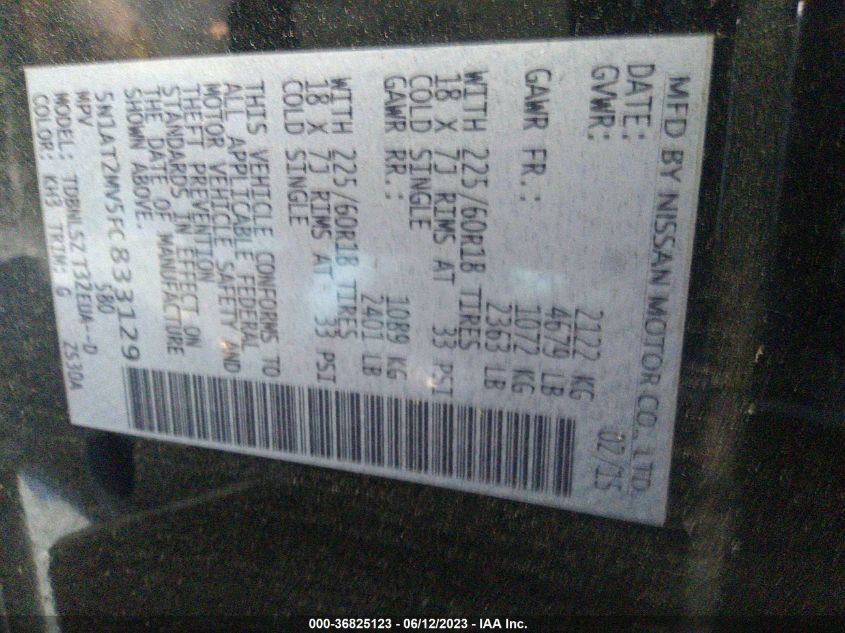 MFD BY NISSAN MOTOR CO., LTD.
DATE: 02/15
GVWR: 2122 KG
4679 LB
GAWR FR.: 1072 KG
2363 LB
WITH 225/60R18 TIRES
18 X 7J RIMS AT 33 PSI
COLD SINGLE
GAWR RR.: 1089 KG
2401 LB
WITH 225/60R18 TIRES
18 X 7J RIMS AT 33 PSI
COLD SINGLE
THIS VEHICLE CONFORMS TO
ALL APPLICABLE FEDERAL
MOTOR VEHICLE SAFETY AND
THEFT PREVENTION
STANDARDS IN EFFECT ON
THE DATE OF MANUFACTURE
SHOWN ABOVE.
5N1AT2MV5FC833129
MPV 580
MODEL: TDBNLSZT32EUA--D
COLOR: KH3 TRIM: G ZS30A
000-36825123 - 06/12/2023 - IAA Inc.